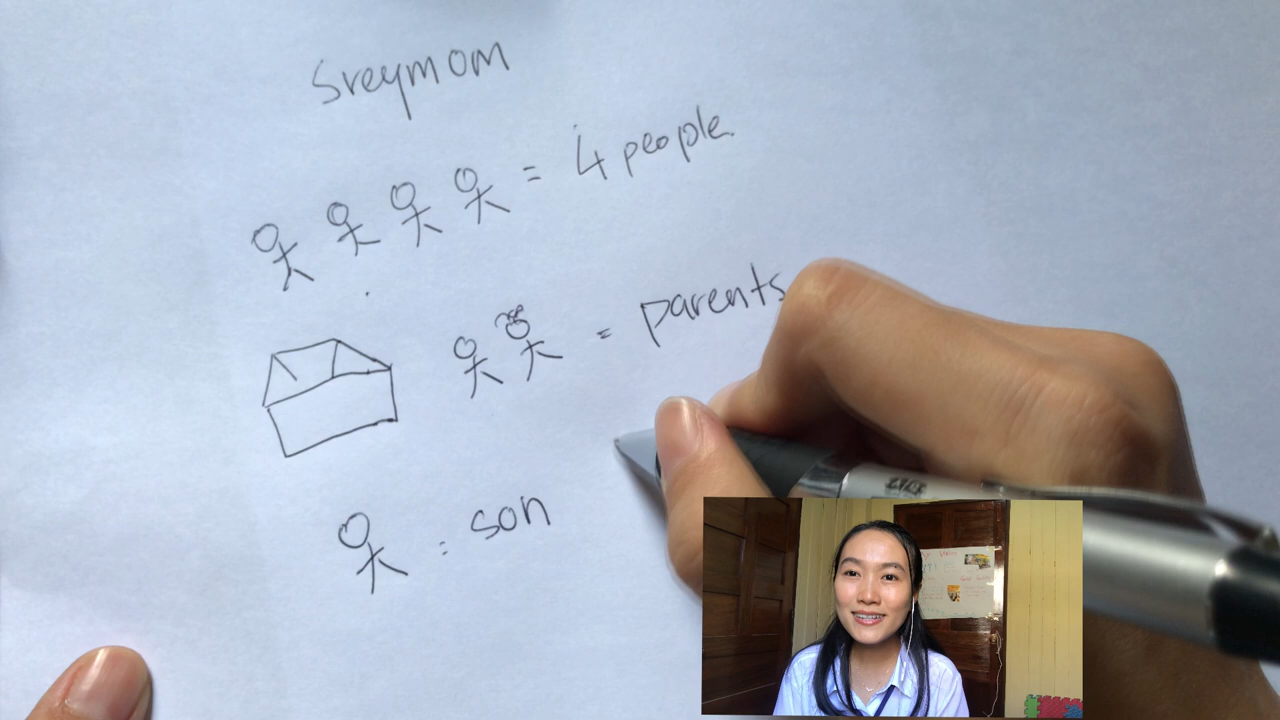 Sreymom
= 4 people.
= parents
: son